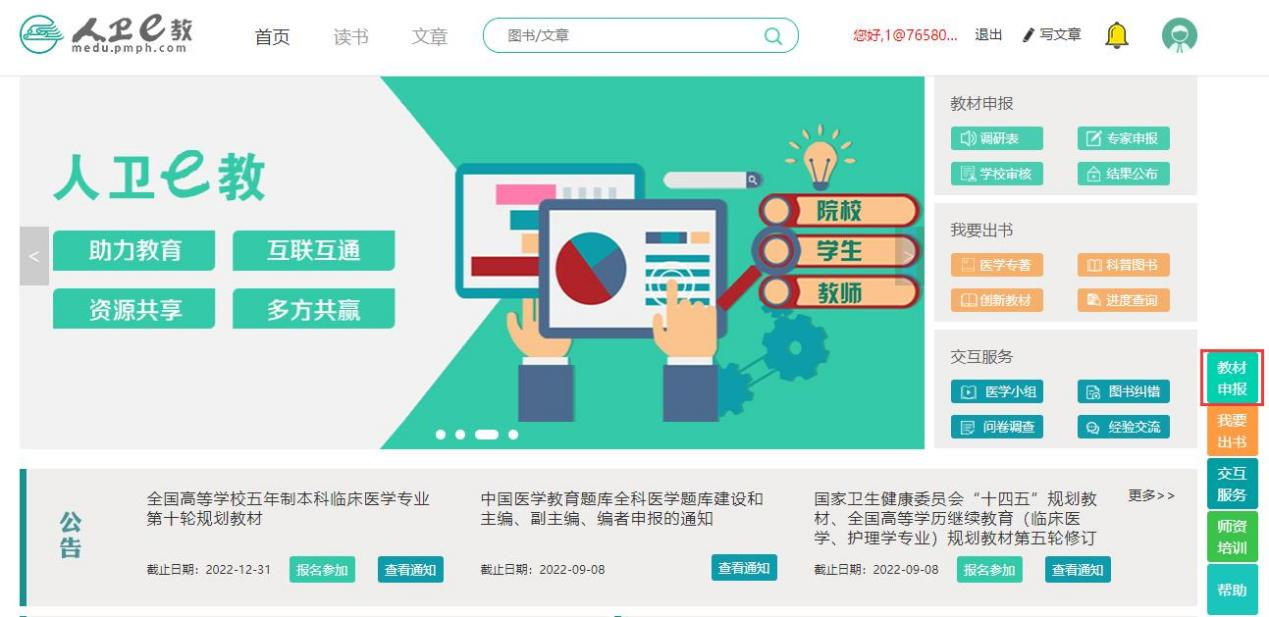 人卫e教
medu.pmph.com
首页
读书
文章
图书/文章
您好,1@76580...
退出
写文章
人卫e教
助力教育
互联互通
资源共享
多方共赢
院校
学生
教师
<
>
教材申报
调研表
专家申报
学校审核
结果公布
我要出书
医学专著
科普图书
创新教材
进度查询
交互服务
医学小组
图书纠错
问卷调查
经验交流
教材
申报
我要
出书
交互
服务
师资
培训
帮助
公
告
全国高等学校五年制本科临床医学专业
第十轮规划教材
截止日期：2022-12-31
报名参加
查看通知
中国医学教育题库全科医学题库建设和
主编、副主编、编者申报的通知
截止日期：2022-09-08
查看通知
国家卫生健康委员会“十四五”规划教
材、全国高等学历继续教育（临床医
学、护理学专业）规划教材第五轮修订
截止日期：2022-09-08
报名参加
查看通知
更多>>